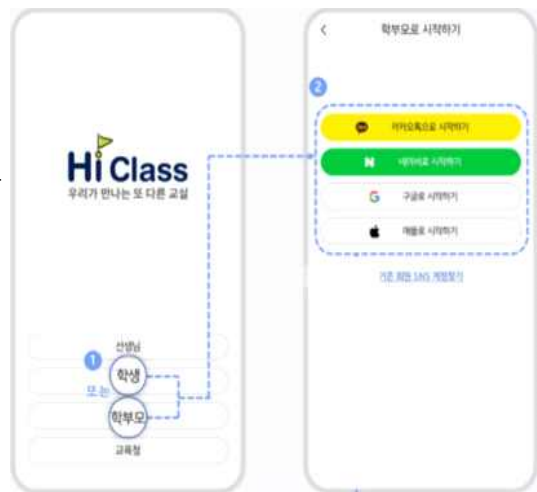 Hi Class
우리가 만나는 또 다른 교실
선생님
1
학생
또는
학부모
교육청
학부모로 시작하기
2
카카오톡으로 시작하기
네이버로 시작하기
구글로 시작하기
애플로 시작하기
기존 회원 SNS 계정찾기